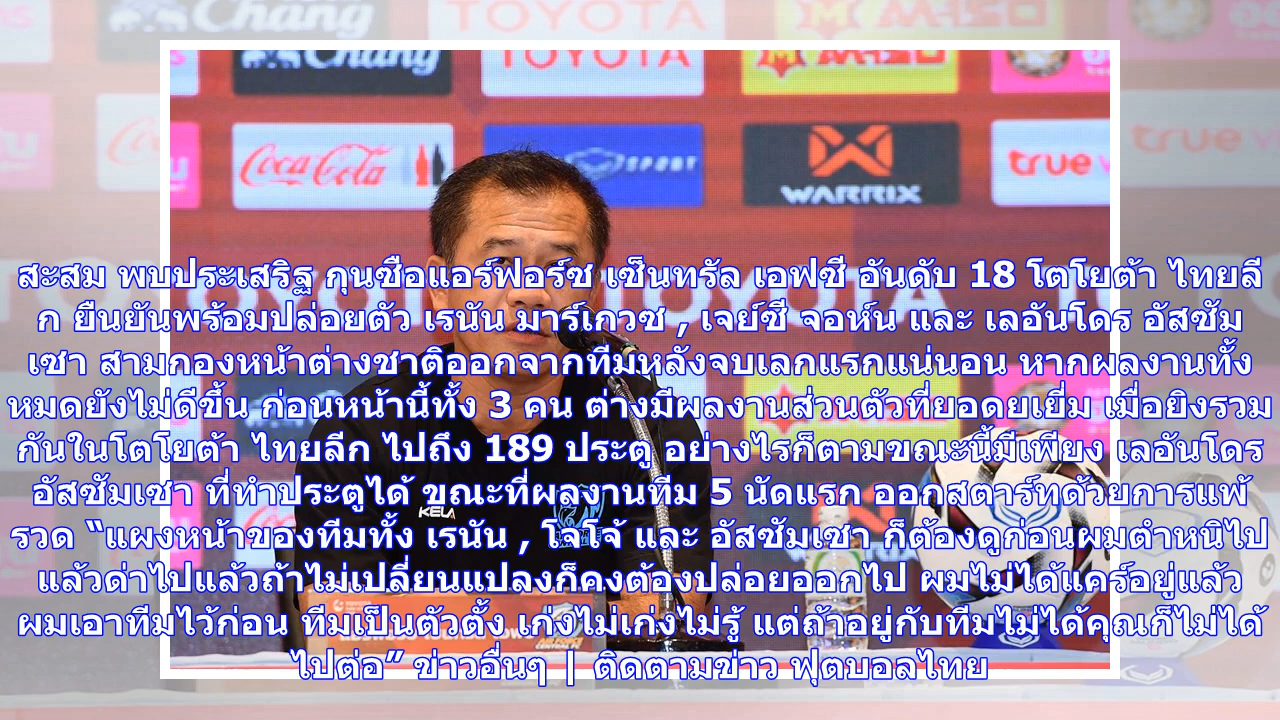 Chang
TOYOTA
Coca-Cola
SPORT
WARRIX
true
สะสม พบประเสริฐ กุนซือแอร์ฟอร์ซ เซ็นทรัล เอฟซี อันดับ 18 โตโยต้า ไทยลี
ก ยืนยันพร้อมปล่อยตัว เรนัน มาร์เกวซ , เจย์ซี จอห์น และ เลอันโดร อัสซัม
เซา สามกองหน้าต่างชาติออกจากทีมหลังจบเลกแรกแน่นอน หากผลงานทั้ง
หมดยังไม่ดีขึ้น ก่อนหน้านี้ทั้ง 3 คน ต่างมีผลงานส่วนตัวที่ยอดยเยี่ม เมื่อยิงรวม
กันในโตโยต้า ไทยลีก ไปถึง 189 ประตู อย่างไรก็ตามขณะนี้มีเพียง เลอันโดร
อัสซัมเซา ที่ทำประตูได้ ขณะที่ผลงานทีม 5 นัดแรก ออกสตาร์ทด้วยการแพ้
รวด “แผงหน้าของทีมทั้ง เรนัน , โจโจ้ และ อัสซัมเซา ก็ต้องดูก่อนผมตำหนิไป
แล้วด่าไปแล้วถ้าไม่เปลี่ยนแปลงก็คงต้องปล่อยออกไป ผมไม่ได้แคร์อยู่แล้ว
ผมเอาทีมไว้ก่อน ทีมเป็นตัวตั้ง เก่งไม่เก่งไม่รู้ แต่ถ้าอยู่กับทีมไม่ได้คุณก็ไม่ได้
ไปต่อ” ข่าวอื่นๆ | ติดตามข่าว ฟุตบอลไทย
KELA